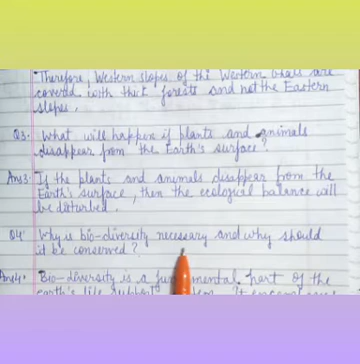 Therefore, Western slopes of the Western Ghats are
covered with thick forests and not the Eastern
slopes.
Q3. What will happen if plants and animals
disappear from the Earth's surface?
Ans3. If the plants and animals disappear from the
Earth's surface, then the ecological balance will
be disturbed.
Q4. Why is bio-diversity necessary and why should
it be conserved?
Ans4. Bio-diversity is a part of the
earth's life